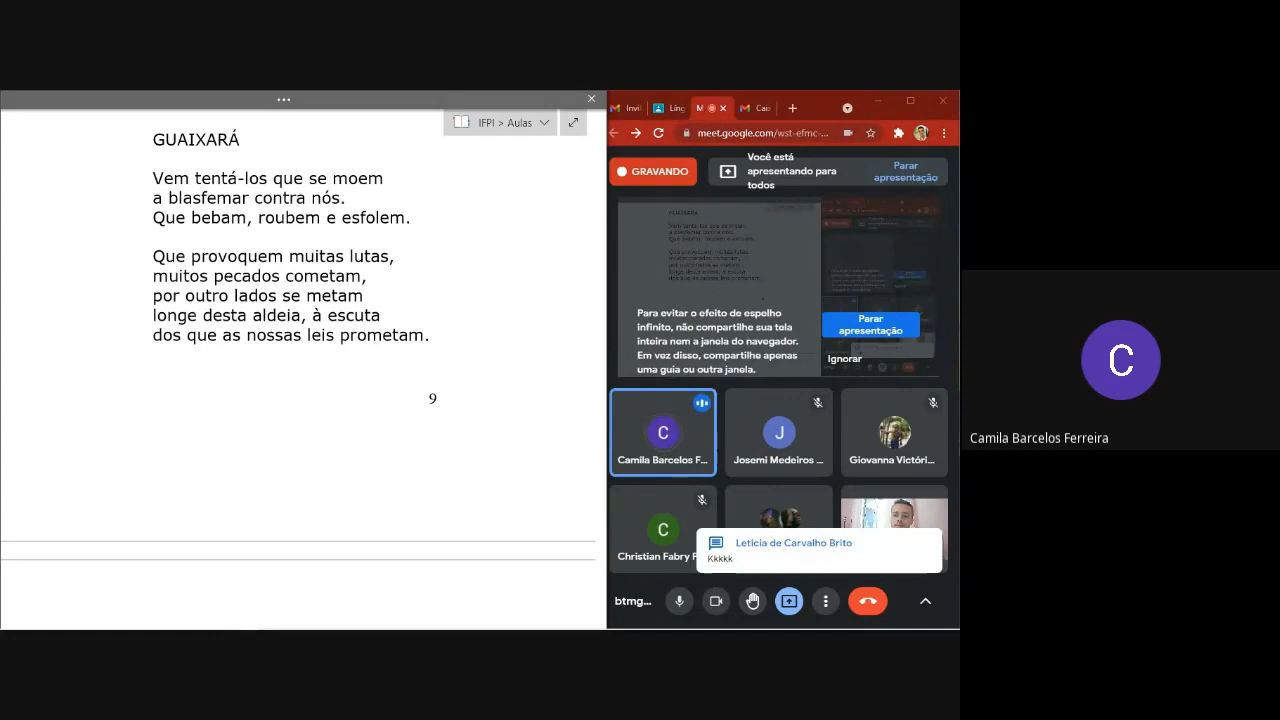 ...
IFPI > Aulas
GUAIXARÁ
Vem tentá-los que se moem
a blasfemar contra nós.
Que bebam, roubem e esfolem.
Que provoquem muitas lutas,
muitos pecados cometam,
por outro lados se metam
longe desta aldeia, à escuta
dos que as nossas leis prometam.
9
Invi
Líng
M
Cai
meet.google.com/wst-efmc-...
GRAVANDO
Você está
apresentando para
todos
Parar
apresentação
Para evitar o efeito de espelho
infinito, não compartilhe sua tela
inteira nem a janela do navegador.
Em vez disso, compartilhe apenas
uma guia ou outra janela.
Parar
apresentação
Ignorar
C
Camila Barcelos F...
J
Josemi Medeiros ...
Giovanna Victóri...
C
Christian Fabry
Leticia de Carvalho Brito
Kkkkk
btmg...
C
Camila Barcelos Ferreira